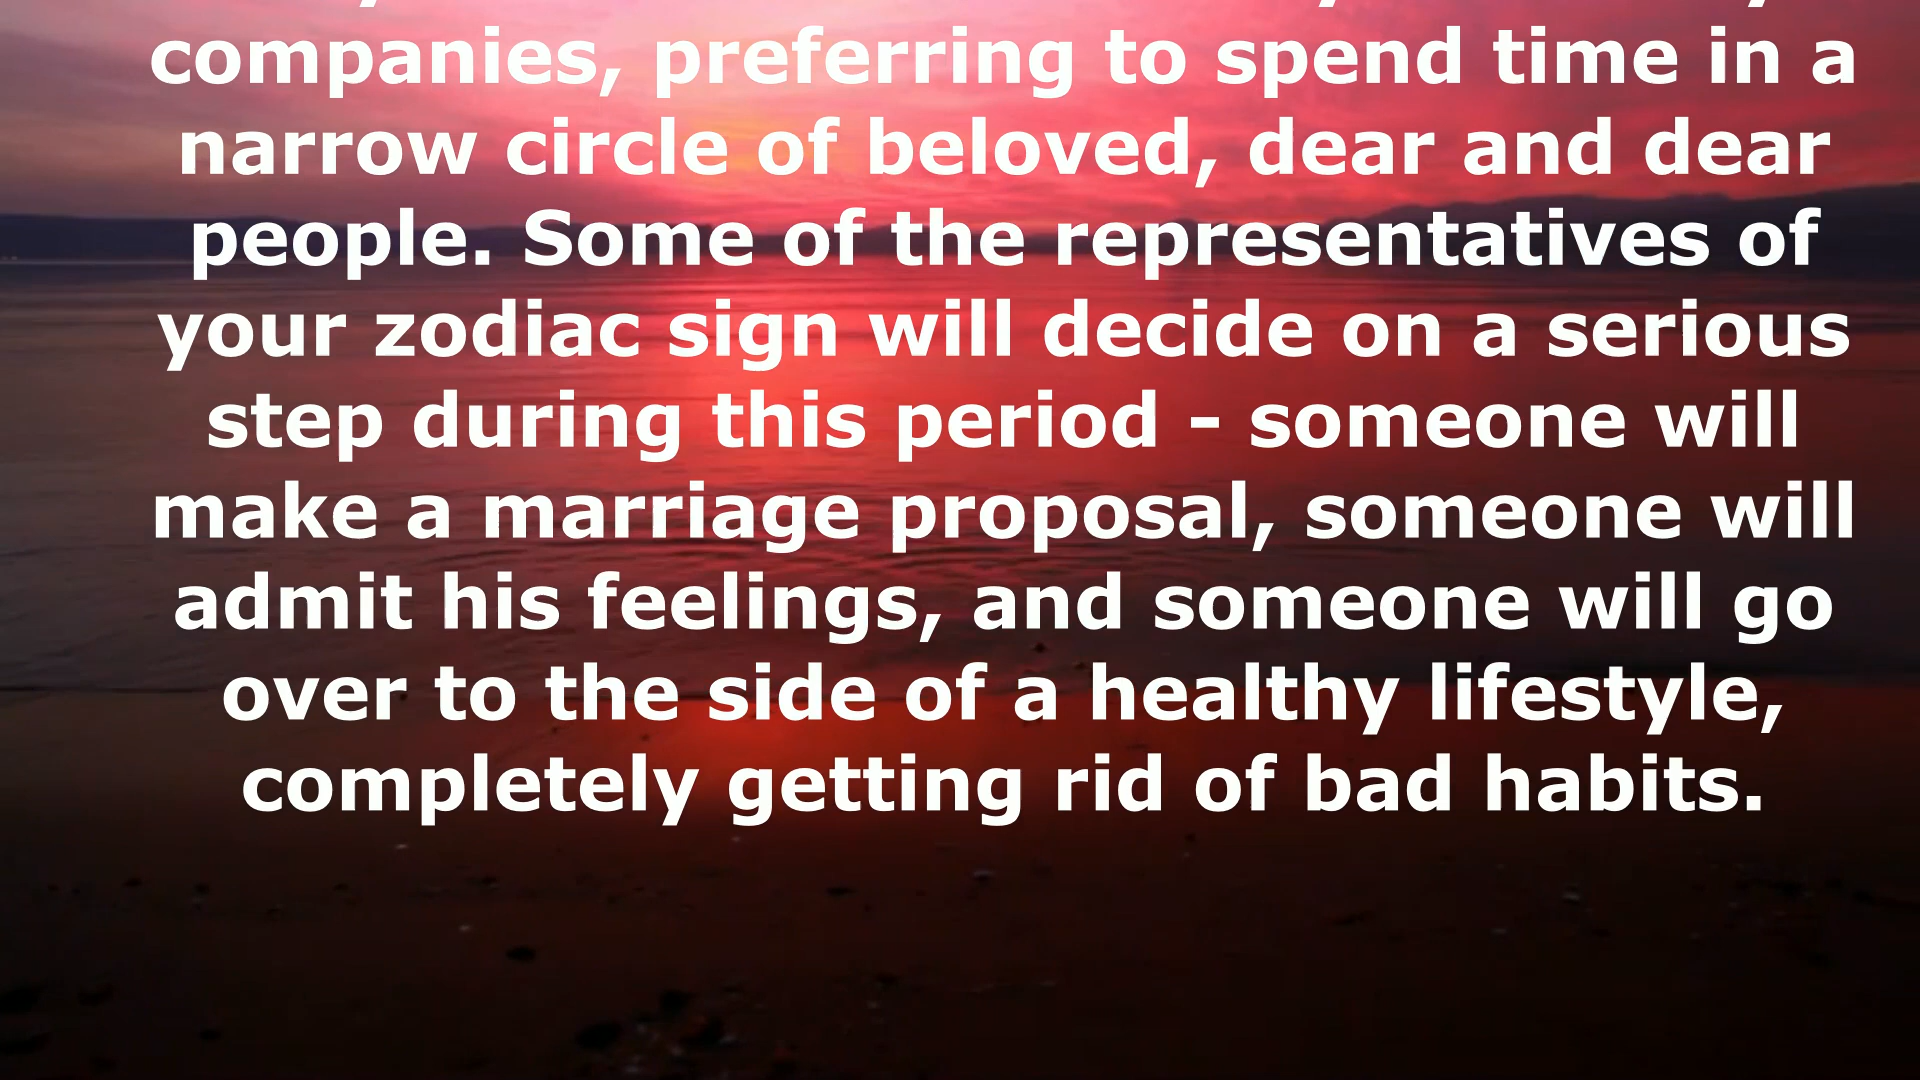 companies, preferring to spend time in a
narrow circle of beloved, dear and dear
people. Some of the representatives of
your zodiac sign will decide on a serious
step during this period - someone will
make a marriage proposal, someone will
admit his feelings, and someone will go
over to the side of a healthy lifestyle,
completely getting rid of bad habits.